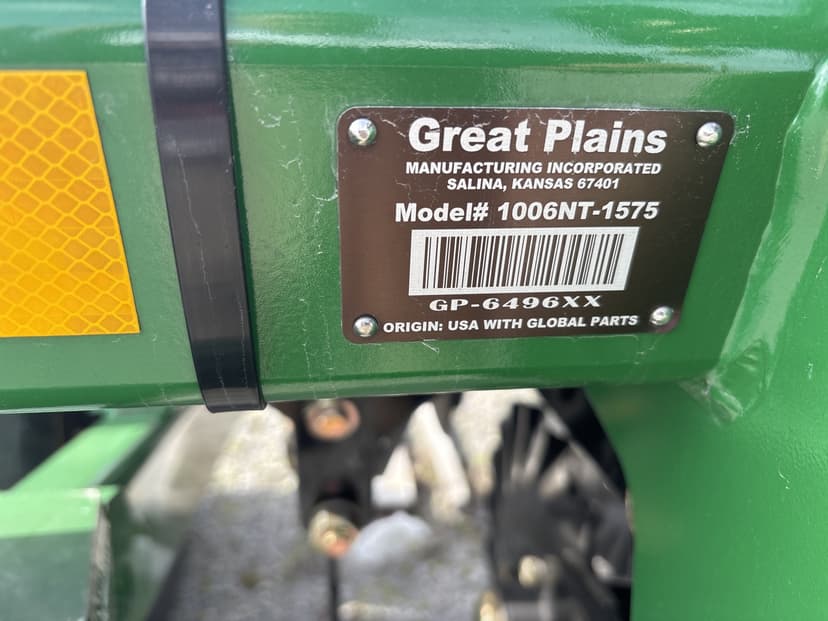 Great Plains
MANUFACTURING INCORPORATED
SALINA, KANSAS 67401
Model# 1006NT-1575
GP-6496XX
ORIGIN: USA WITH GLOBAL PARTS